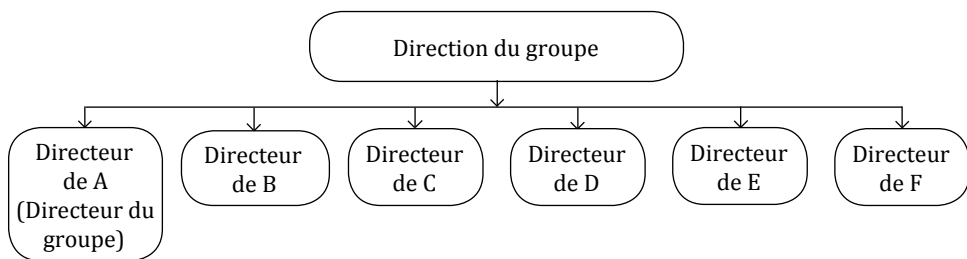 Direction du groupe
Directeur
de A
(Directeur du
groupe)
Directeur
de B
Directeur
de C
Directeur
de D
Directeur
de E
Directeur
de F